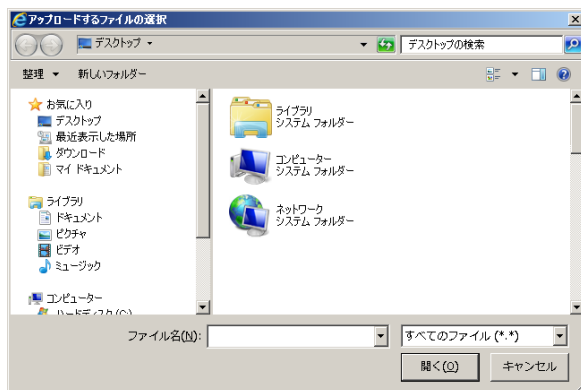 アップロードするファイルの選択
デスクトップ
デスクトップの検索
整理 新しいフォルダー
お気に入り
デスクトップ
最近表示した場所
ダウンロード
マイ ドキュメント
ライブラリ
ドキュメント
ピクチャ
ビデオ
ミュージック
コンピューター
ハードディスク (C:)
ライブラリ
システム フォルダー
コンピューター
システム フォルダー
ネットワーク
システム フォルダー
ファイル名(N):
すべてのファイル (*.*)
開く(O)
キャンセル